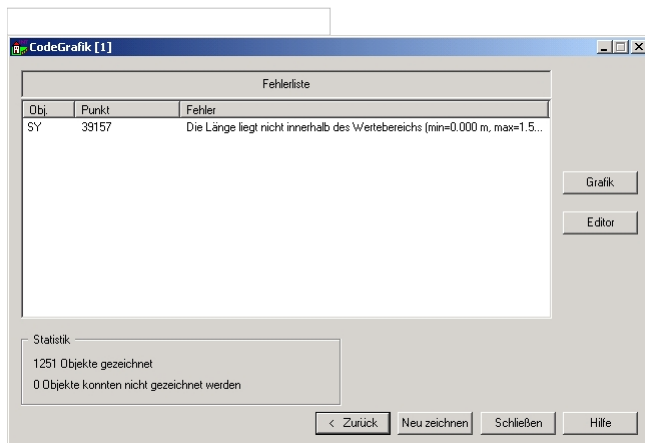 CodeGrafik [1]
Fehlerliste
Obj. Punkt Fehler
SY 39157 Die Länge liegt nicht innerhalb des Wertebereichs (min=0.000 m, max=1.5...
Grafik
Editor
Statistik
1251 Objekte gezeichnet
0 Objekte konnten nicht gezeichnet werden
< Zurück Neu zeichnen Schließen Hilfe